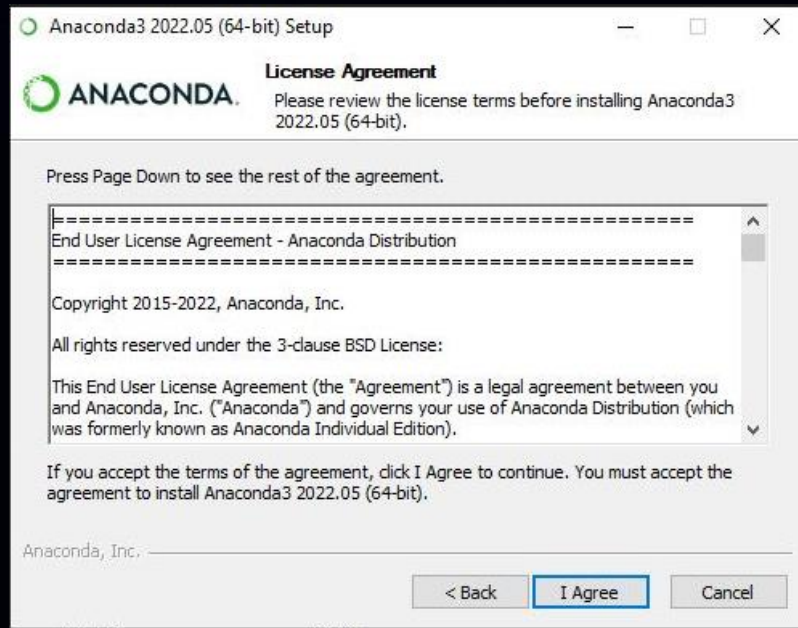 Anaconda3 2022.05 (64-bit) Setup
ANACONDA.
License Agreement
Please review the license terms before installing Anaconda3
2022.05 (64-bit).
Press Page Down to see the rest of the agreement.
====================================================
End User License Agreement - Anaconda Distribution
====================================================
Copyright 2015-2022, Anaconda, Inc.
All rights reserved under the 3-clause BSD License:
This End User License Agreement (the "Agreement") is a legal agreement between you
and Anaconda, Inc. ("Anaconda") and governs your use of Anaconda Distribution (which
was formerly known as Anaconda Individual Edition).
If you accept the terms of the agreement, click I Agree to continue. You must accept the
agreement to install Anaconda3 2022.05 (64-bit).
Anaconda, Inc.
< Back
I Agree
Cancel